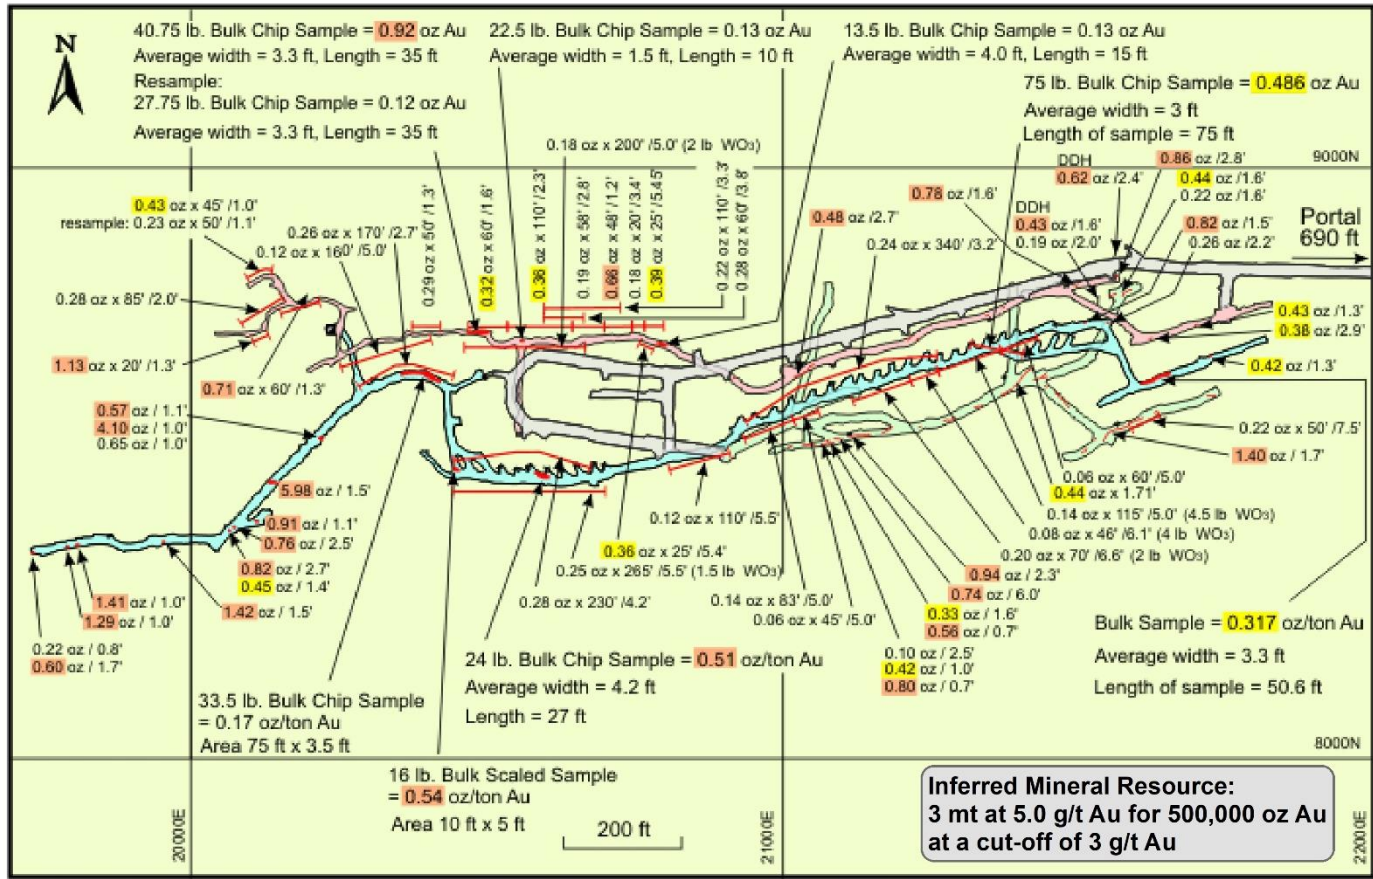 40.75 lb. Bulk Chip Sample = 0.92 oz Au
Average width = 3.3 ft, Length = 35 ft
Resample:
27.75 lb. Bulk Chip Sample = 0.12 oz Au
Average width = 3.3 ft, Length = 35 ft
22.5 lb. Bulk Chip Sample = 0.13 oz Au
Average width = 1.5 ft, Length = 10 ft
13.5 lb. Bulk Chip Sample = 0.13 oz Au
Average width = 4.0 ft, Length = 15 ft
75 lb. Bulk Chip Sample = 0.486 oz Au
Average width = 3 ft
Length of sample = 75 ft
N
0.18 oz x 200' /5.0' (2 lb WO3)
9000N
DDH
0.62 oz /2.4'
0.86 oz /2.8'
0.44 oz /1.6'
0.22 oz /1.6'
0.78 oz /1.6'
DDH
0.43 oz /1.6'
0.19 oz /2.0'
0.82 oz /1.5'
0.26 oz /2.2'
Portal
690 ft
0.43 oz x 45' /1.0'
resample: 0.23 oz x 50' /1.1'
0.26 oz x 170' /2.7'
0.12 oz x 160' /5.0'
0.29 oz x 50' /1.3'
0.32 oz x 60' /1.6'
0.36 oz x 110' /2.3'
0.19 oz x 58' /2.8'
0.66 oz x 48' /1.2'
0.18 oz x 20' /3.4'
0.39 oz x 25' /5.45'
0.22 oz x 110' /3.3'
0.28 oz x 60' /3.8'
0.48 oz /2.7'
0.24 oz x 340' /3.2'
0.28 oz x 85' /2.0'
1.13 oz x 20' /1.3'
0.71 oz x 60' /1.3'
0.43 oz /1.3'
0.38 oz /2.9'
0.42 oz /1.3'
0.57 oz / 1.1'
4.10 oz / 1.0'
0.65 oz / 1.0'
0.22 oz x 50' /7.5'
1.40 oz / 1.7'
5.98 oz / 1.5'
0.91 oz / 1.1'
0.76 oz / 2.5'
0.82 oz / 2.7'
0.45 oz / 1.4'
1.42 oz / 1.5'
1.41 oz / 1.0'
1.29 oz / 1.0'
0.22 oz / 0.8'
0.60 oz / 1.7'
0.12 oz x 110' /5.5'
0.36 oz x 25' /5.4'
0.25 oz x 265' /5.5' (1.5 lb WO3)
0.28 oz x 230' /4.2'
0.06 oz x 60' /5.0'
0.44 oz x 1.71'
0.14 oz x 115' /5.0' (4.5 lb WO3)
0.08 oz x 46' /6.1' (4 lb WO3)
0.20 oz x 70' /6.6' (2 lb WO3)
0.94 oz / 2.3'
0.74 oz / 6.0'
0.14 oz x 83' /5.0'
0.06 oz x 45' /5.0'
0.33 oz / 1.6'
0.56 oz / 0.7'
0.10 oz / 2.5'
0.42 oz / 1.0'
0.80 oz / 0.7'
Bulk Sample = 0.317 oz/ton Au
Average width = 3.3 ft
Length of sample = 50.6 ft
24 lb. Bulk Chip Sample = 0.51 oz/ton Au
Average width = 4.2 ft
Length = 27 ft
33.5 lb. Bulk Chip Sample
= 0.17 oz/ton Au
Area 75 ft x 3.5 ft
8000N
16 lb. Bulk Scaled Sample
= 0.54 oz/ton Au
Area 10 ft x 5 ft
200 ft
Inferred Mineral Resource:
3 mt at 5.0 g/t Au for 500,000 oz Au
at a cut-off of 3 g/t Au
20000E
21000E
22000E